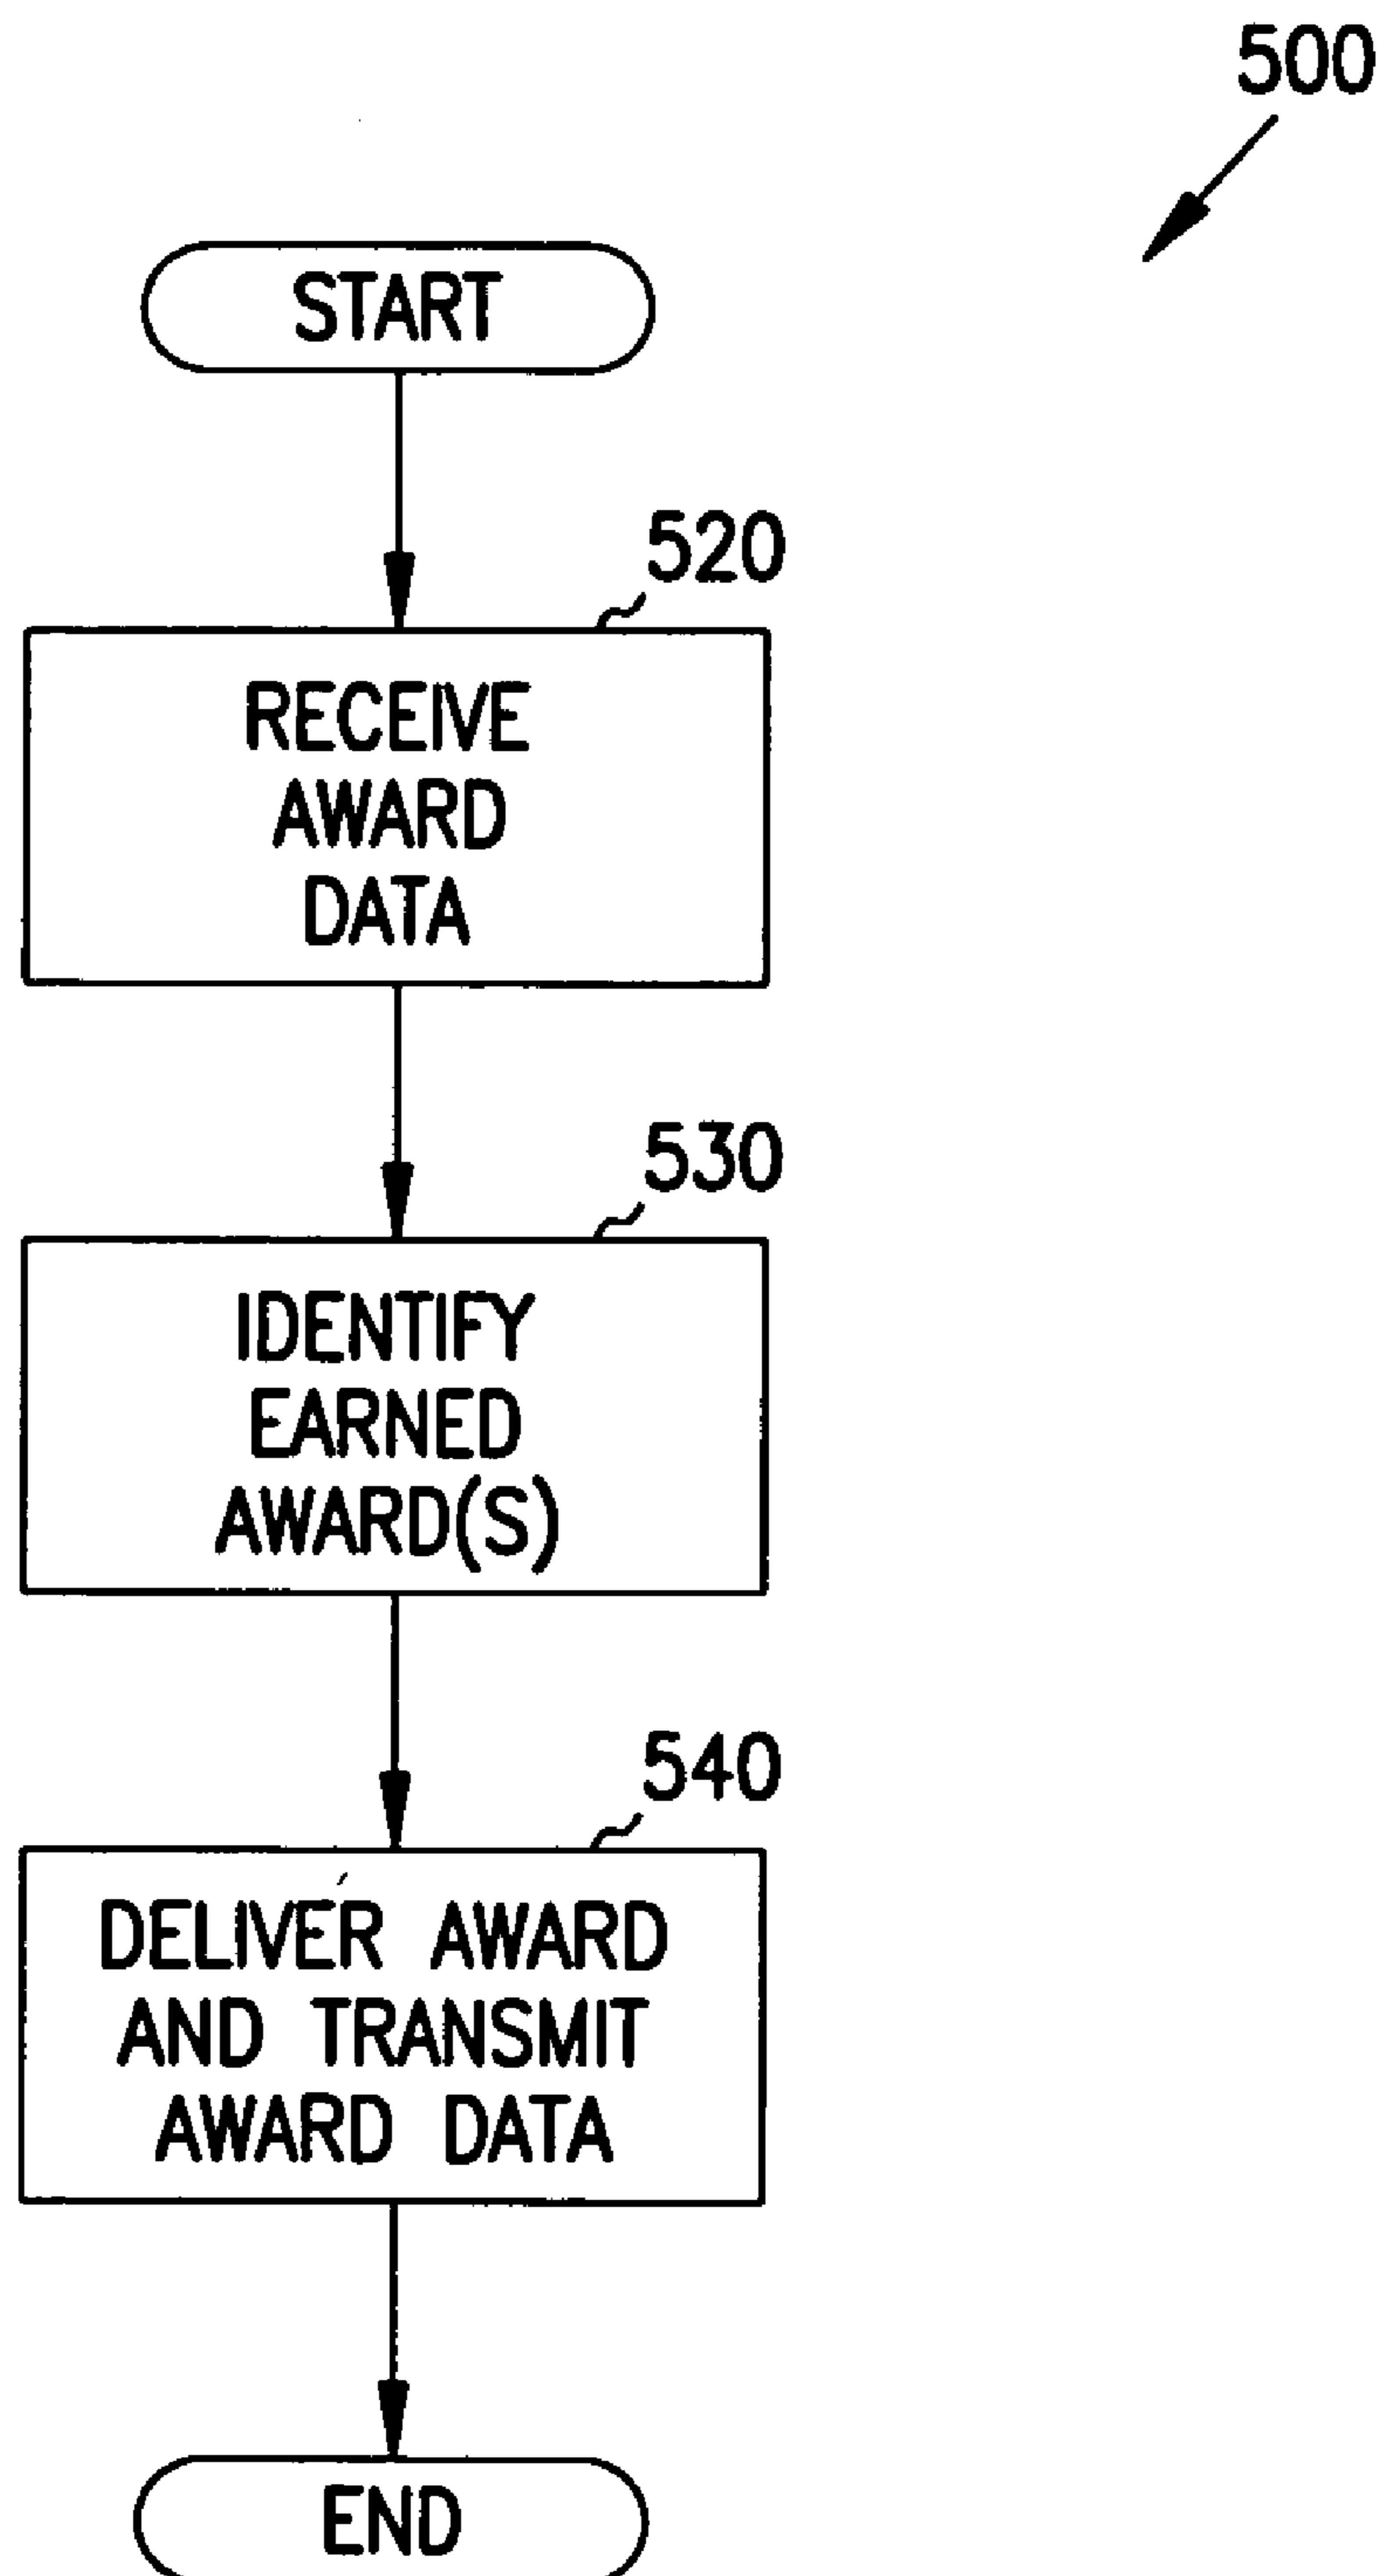 500
START
520
RECEIVE
AWARD
DATA
530
IDENTIFY
EARNED
AWARD(S)
540
DELIVER AWARD
AND TRANSMIT
AWARD DATA
END